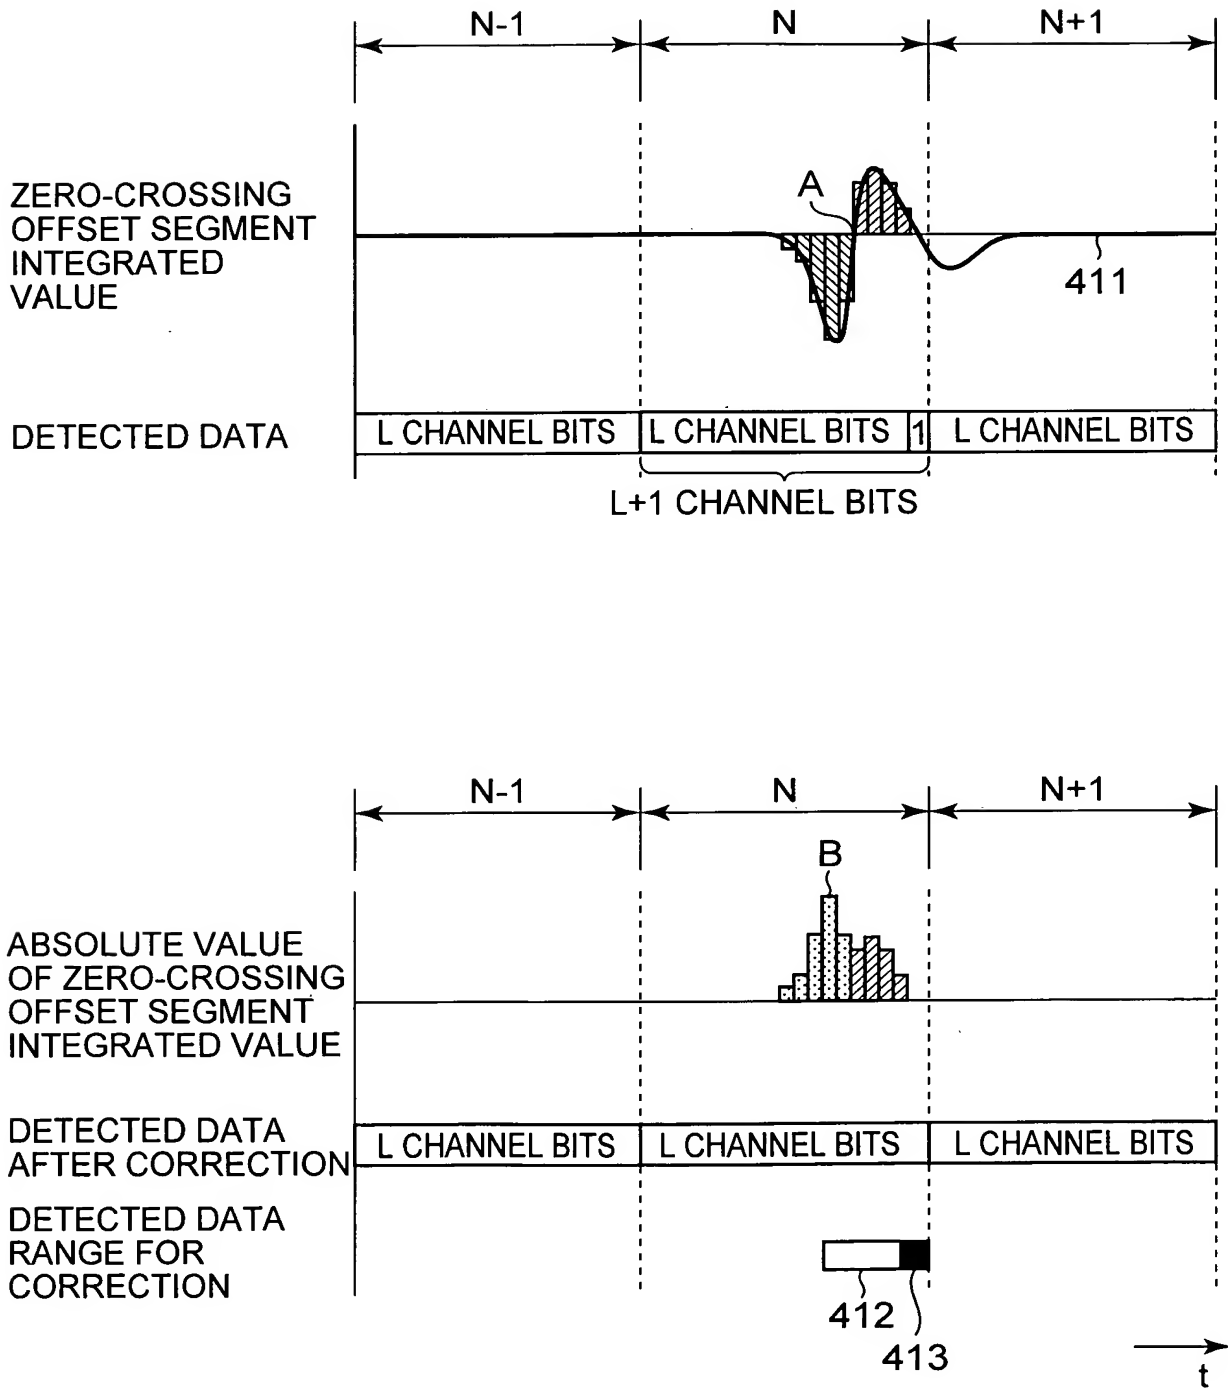 N-1 N N+1
ZERO-CROSSING
OFFSET SEGMENT
INTEGRATED
VALUE
A
411
DETECTED DATA
L CHANNEL BITS L CHANNEL BITS 1 L CHANNEL BITS
L+1 CHANNEL BITS
N-1 N N+1
B
ABSOLUTE VALUE
OF ZERO-CROSSING
OFFSET SEGMENT
INTEGRATED VALUE
DETECTED DATA
AFTER CORRECTION
L CHANNEL BITS L CHANNEL BITS L CHANNEL BITS
DETECTED DATA
RANGE FOR
CORRECTION
412
413
t